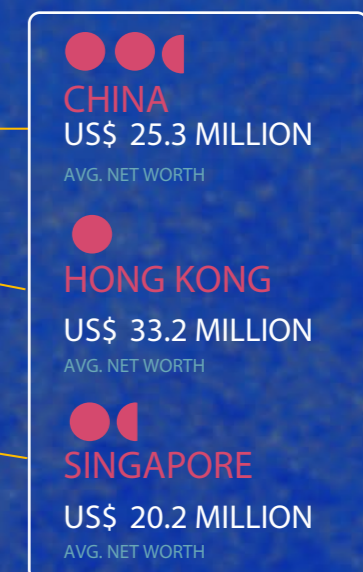 CHINA
US$ 25.3 MILLION
AVG. NET WORTH
HONG KONG
US$ 33.2 MILLION
AVG. NET WORTH
SINGAPORE
US$ 20.2 MILLION
AVG. NET WORTH